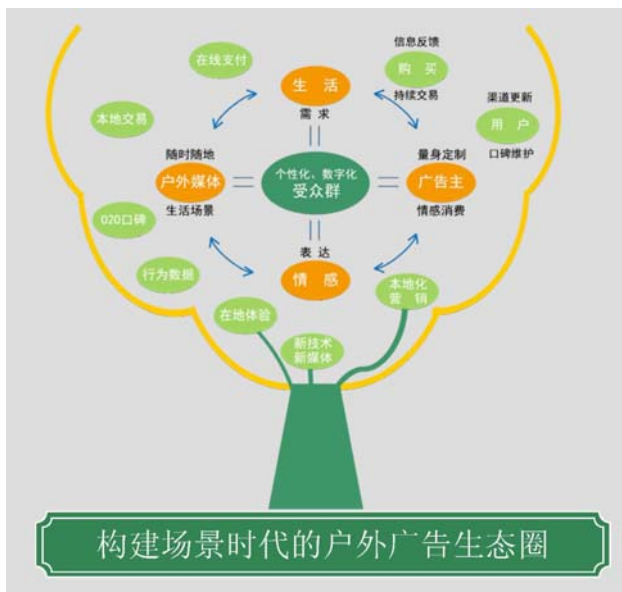 在线支付
信息反馈
购 买
持续交易
生 活
需 求
渠道更新
用 户
口碑维护
本地交易
随时随地
户外媒体
生活场景
个性化、数字化
受众群
量身定制
广告主
情感消费
O2O口碑
表 达
情 感
行为数据
本地化
营 销
在地体验
新技术
新媒体
构建场景时代的户外广告生态圈